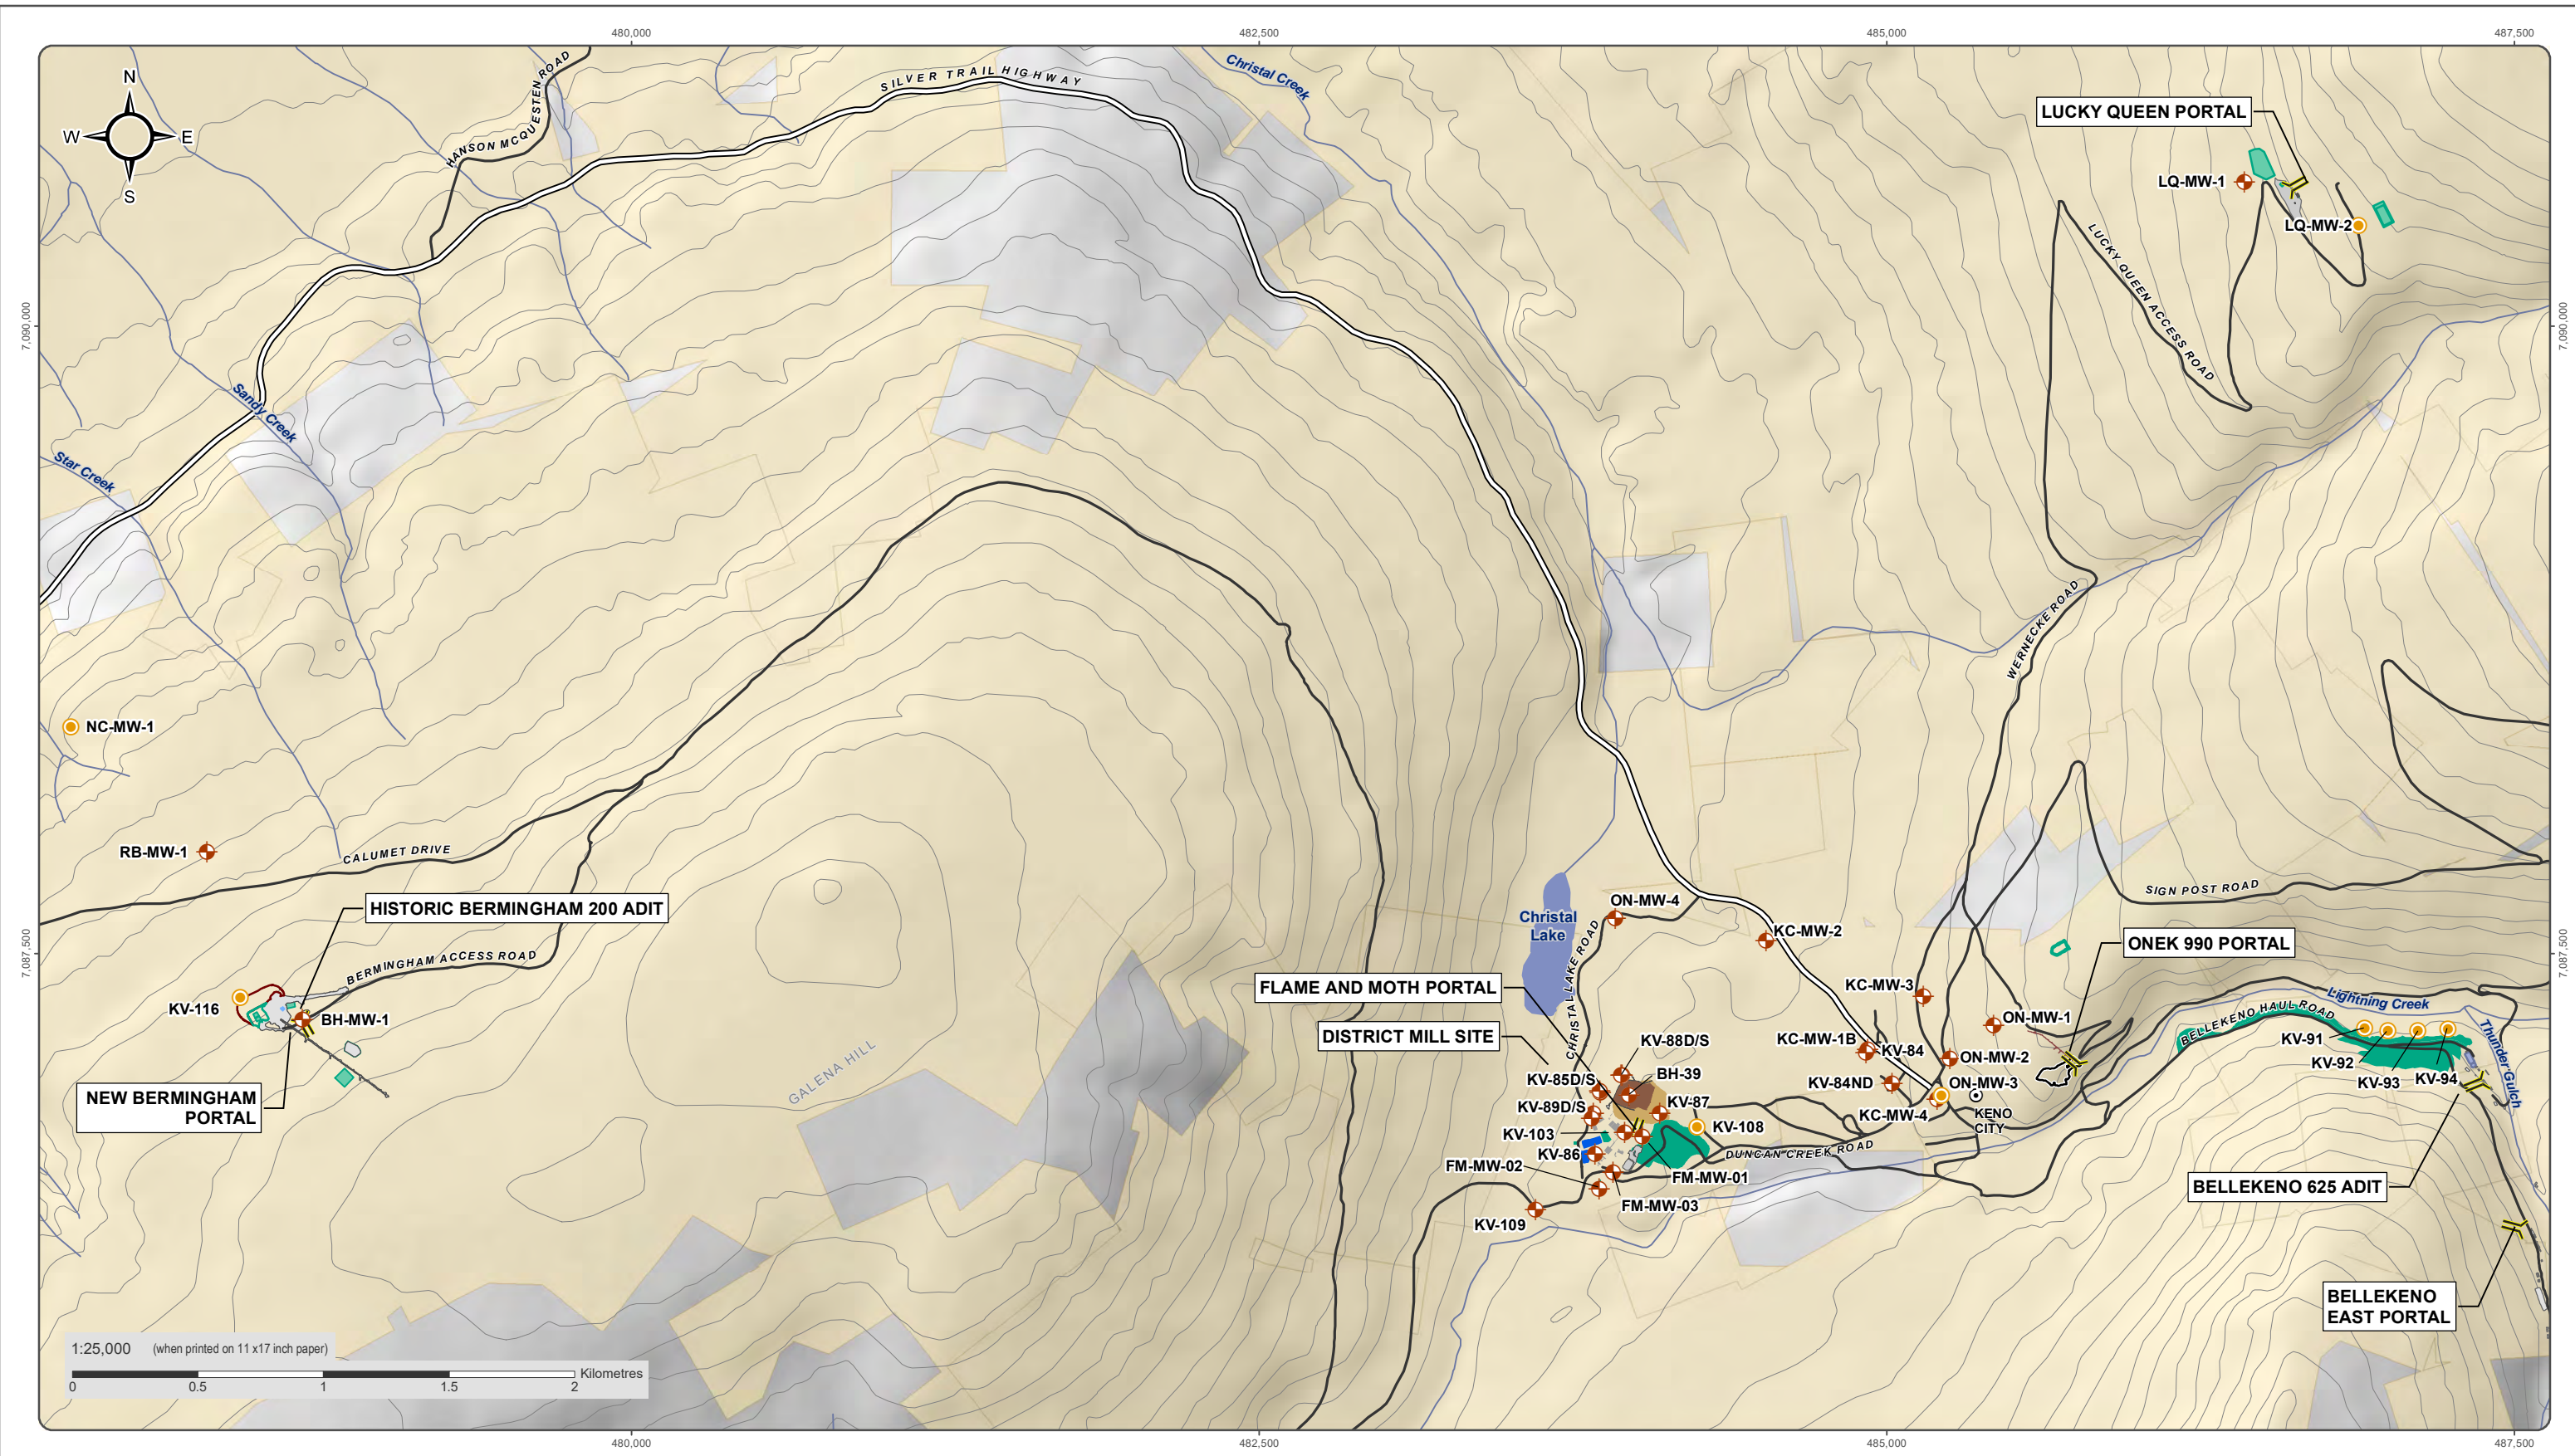 480,000
482,500
485,000
487,500
N
W
E
S
HANSON MCQUESTEN ROAD
SILVER TRAIL HIGHWAY
Christal Creek
LUCKY QUEEN PORTAL
LQ-MW-1
LQ-MW-2
LUCKY QUEEN ACCESS ROAD
7,090,000
7,090,000
Sandy Creek
Star Creek
WERNECKE ROAD
NC-MW-1
RB-MW-1
CALUMET DRIVE
HISTORIC BERMINGHAM 200 ADIT
BERMINGHAM ACCESS ROAD
KV-116
BH-MW-1
NEW BERMINGHAM
PORTAL
7,087,500
7,087,500
GALENA HILL
Christal
Lake
CHRISTAL LAKE ROAD
ON-MW-4
KC-MW-2
SIGN POST ROAD
ONEK 990 PORTAL
FLAME AND MOTH PORTAL
DISTRICT MILL SITE
KC-MW-3
ON-MW-1
KC-MW-1B
KV-84
ON-MW-2
KV-84ND
ON-MW-3
KC-MW-4
KENO
CITY
KV-88D/S
KV-85D/S
BH-39
KV-89D/S
KV-87
KV-103
KV-108
KV-86
FM-MW-02
FM-MW-01
FM-MW-03
KV-109
DUNCAN CREEK ROAD
BELLEKENO HAUL ROAD
Lightning Creek
Thunder Gulch
KV-91
KV-92
KV-93
KV-94
BELLEKENO 625 ADIT
BELLEKENO
EAST PORTAL
1:25,000 (when printed on 11 x17 inch paper)
Kilometres
0 0.5 1 1.5 2
480,000
482,500
485,000
487,500